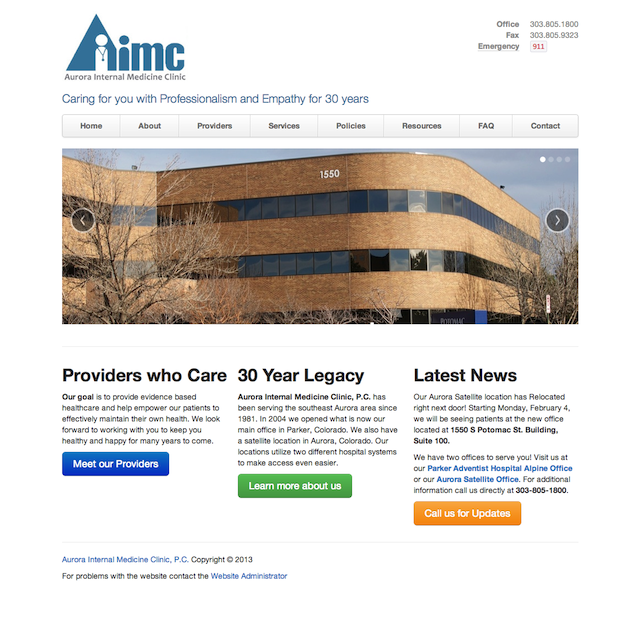 Aimc
Aurora Internal Medicine Clinic
Office 303.805.1800
Fax 303.805.9323
Emergency 911
Caring for you with Professionalism and Empathy for 30 years
Home About Providers Services Policies Resources FAQ Contact
1550
POTOMAC
Providers who Care
Our goal is to provide evidence based
healthcare and help empower our patients to
effectively maintain their own health. We look
forward to working with you to keep you
healthy and happy for many years to come.
Meet our Providers
30 Year Legacy
Aurora Internal Medicine Clinic, P.C. has
been serving the southeast Aurora area since
1981. In 2004 we opened what is now our
main office in Parker, Colorado. We also have
a satellite location in Aurora, Colorado. Our
locations utilize two different hospital systems
to make access even easier.
Learn more about us
Latest News
Our Aurora Satellite location has Relocated
right next door! Starting Monday, February 4,
we will be seeing patients at the new office
located at 1550 S Potomac St. Building,
Suite 100.
We have two offices to serve you! Visit us at
our Parker Adventist Hospital Alpine Office
or our Aurora Satellite Office. For additional
information call us directly at 303-805-1800.
Call us for Updates
Aurora Internal Medicine Clinic, P.C. Copyright © 2013
For problems with the website contact the Website Administrator